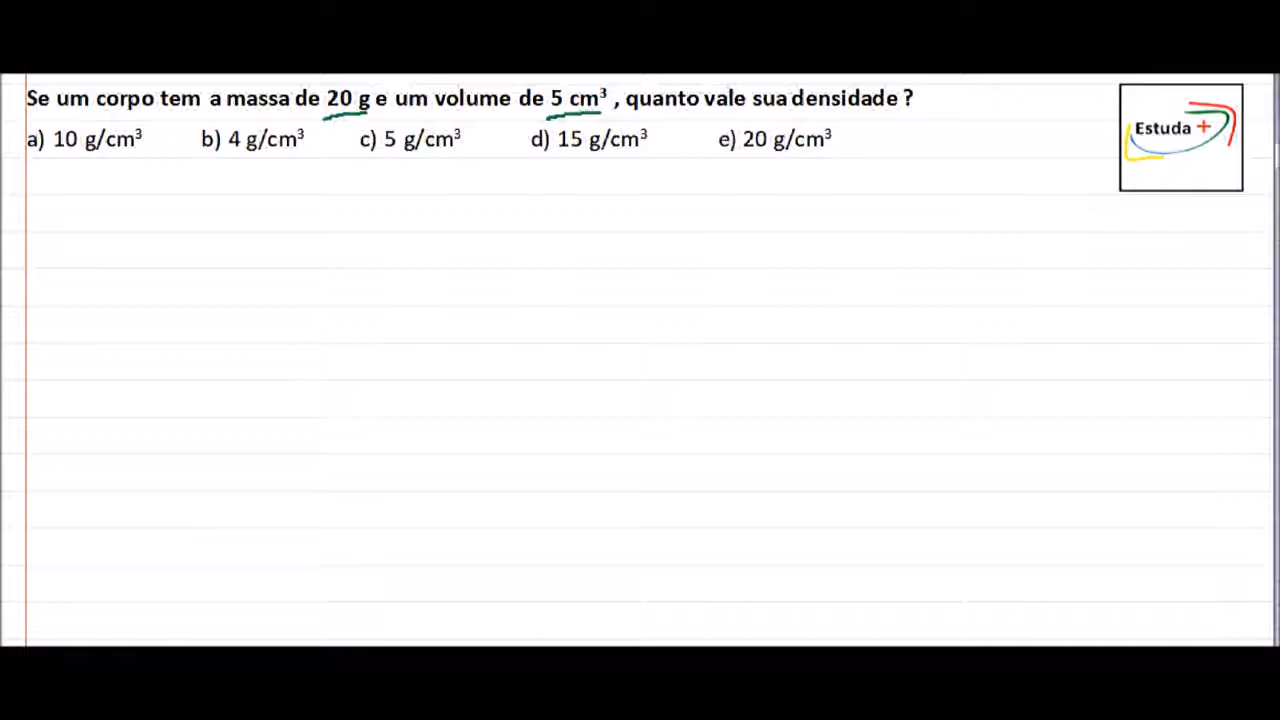 Se um corpo tem a massa de 20 g e um volume de 5 cm³ , quanto vale sua densidade ?
a) 10 g/cm³ b) 4 g/cm³ c) 5 g/cm³ d) 15 g/cm³ e) 20 g/cm³
Estuda +